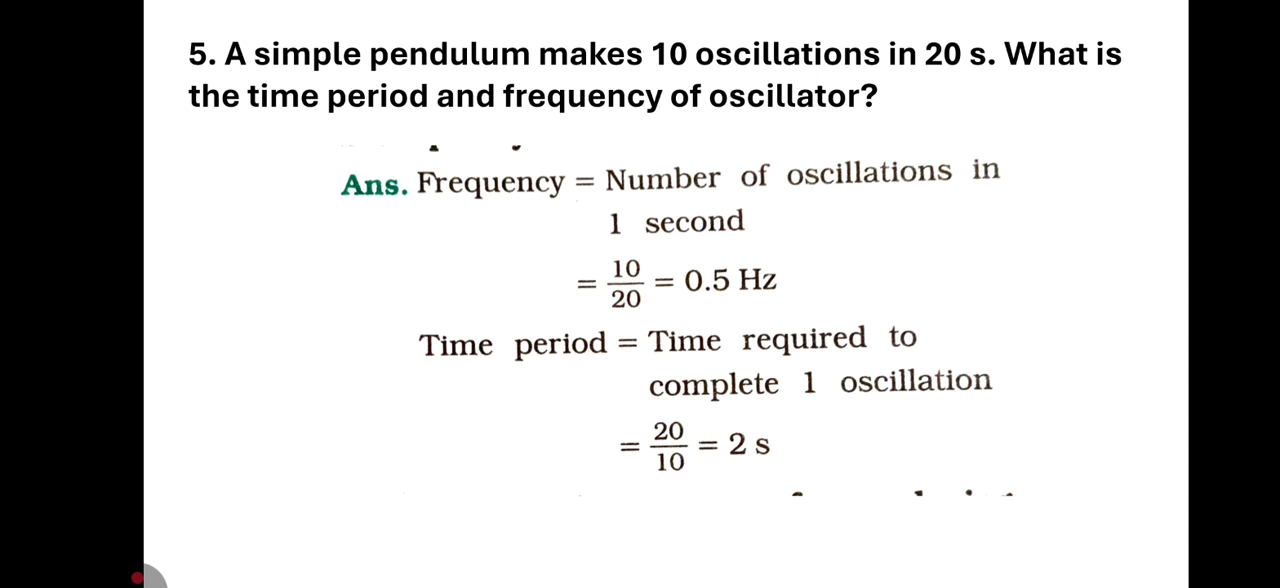 5. A simple pendulum makes 10 oscillations in 20 s. What is
the time period and frequency of oscillator?
Ans. Frequency = Number of oscillations in
1 second
= 10/20 = 0.5 Hz
Time period = Time required to
complete 1 oscillation
= 20/10 = 2 s